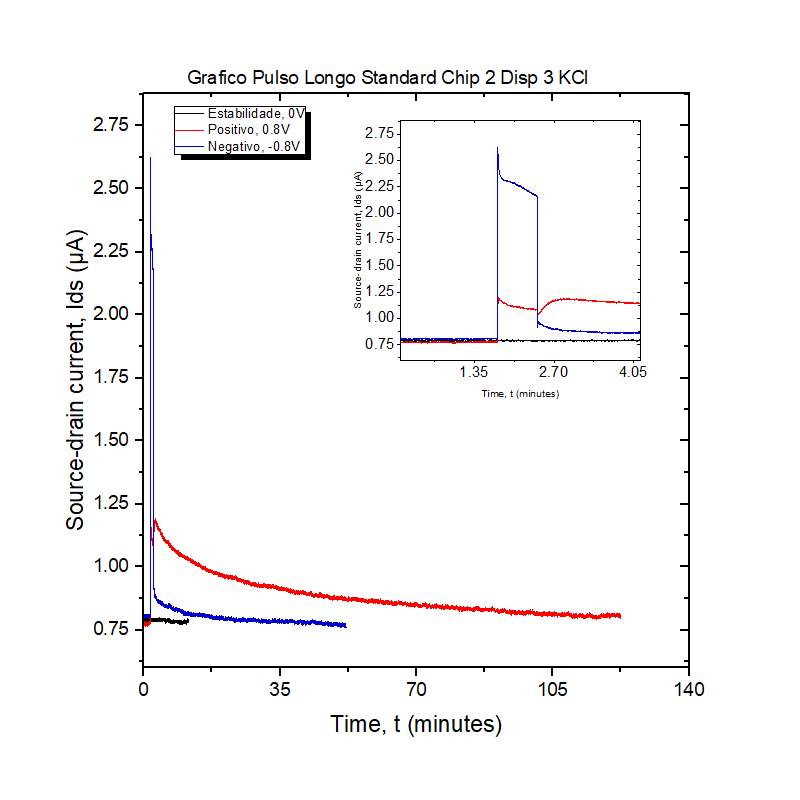 Grafico Pulso Longo Standard Chip 2 Disp 3 KCl
Estabilidade, 0V
Positivo, 0.8V
Negativo, -0.8V
Source-drain current, Ids (µA)
2.75
2.50
2.25
2.00
1.75
1.50
1.25
1.00
0.75
0 35 70 105 140
Time, t (minutes)
Source- drain current, Ids (µA)
2.75
2.50
2.25
2.00
1.75
1.50
1.25
1.00
0.75
1.35 2.70 4.05
Time, t (minutes)